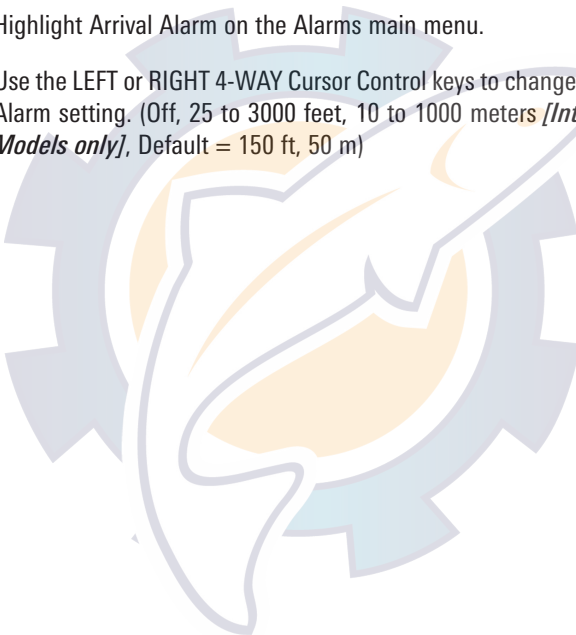 Highlight Arrival Alarm on the Alarms main menu.
Use the LEFT or RIGHT 4-WAY Cursor Control keys to change
Alarm setting. (Off, 25 to 3000 feet, 10 to 1000 meters
Models only], Default = 150 ft, 50 m)